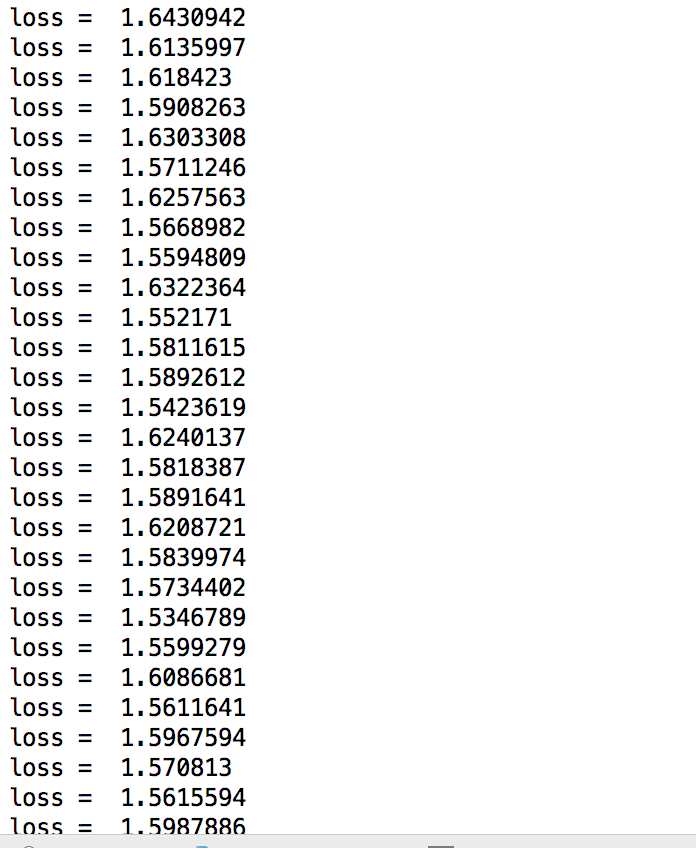 loss =  1.6430942
loss =  1.6135997
loss =  1.618423
loss =  1.5908263
loss =  1.6303308
loss =  1.5711246
loss =  1.6257563
loss =  1.5668982
loss =  1.5594809
loss =  1.6322364
loss =  1.552171
loss =  1.5811615
loss =  1.5892612
loss =  1.5423619
loss =  1.6240137
loss =  1.5818387
loss =  1.5891641
loss =  1.6208721
loss =  1.5839974
loss =  1.5734402
loss =  1.5346789
loss =  1.5599279
loss =  1.6086681
loss =  1.5611641
loss =  1.5967594
loss =  1.570813
loss =  1.5615594
loss =  1.5987886